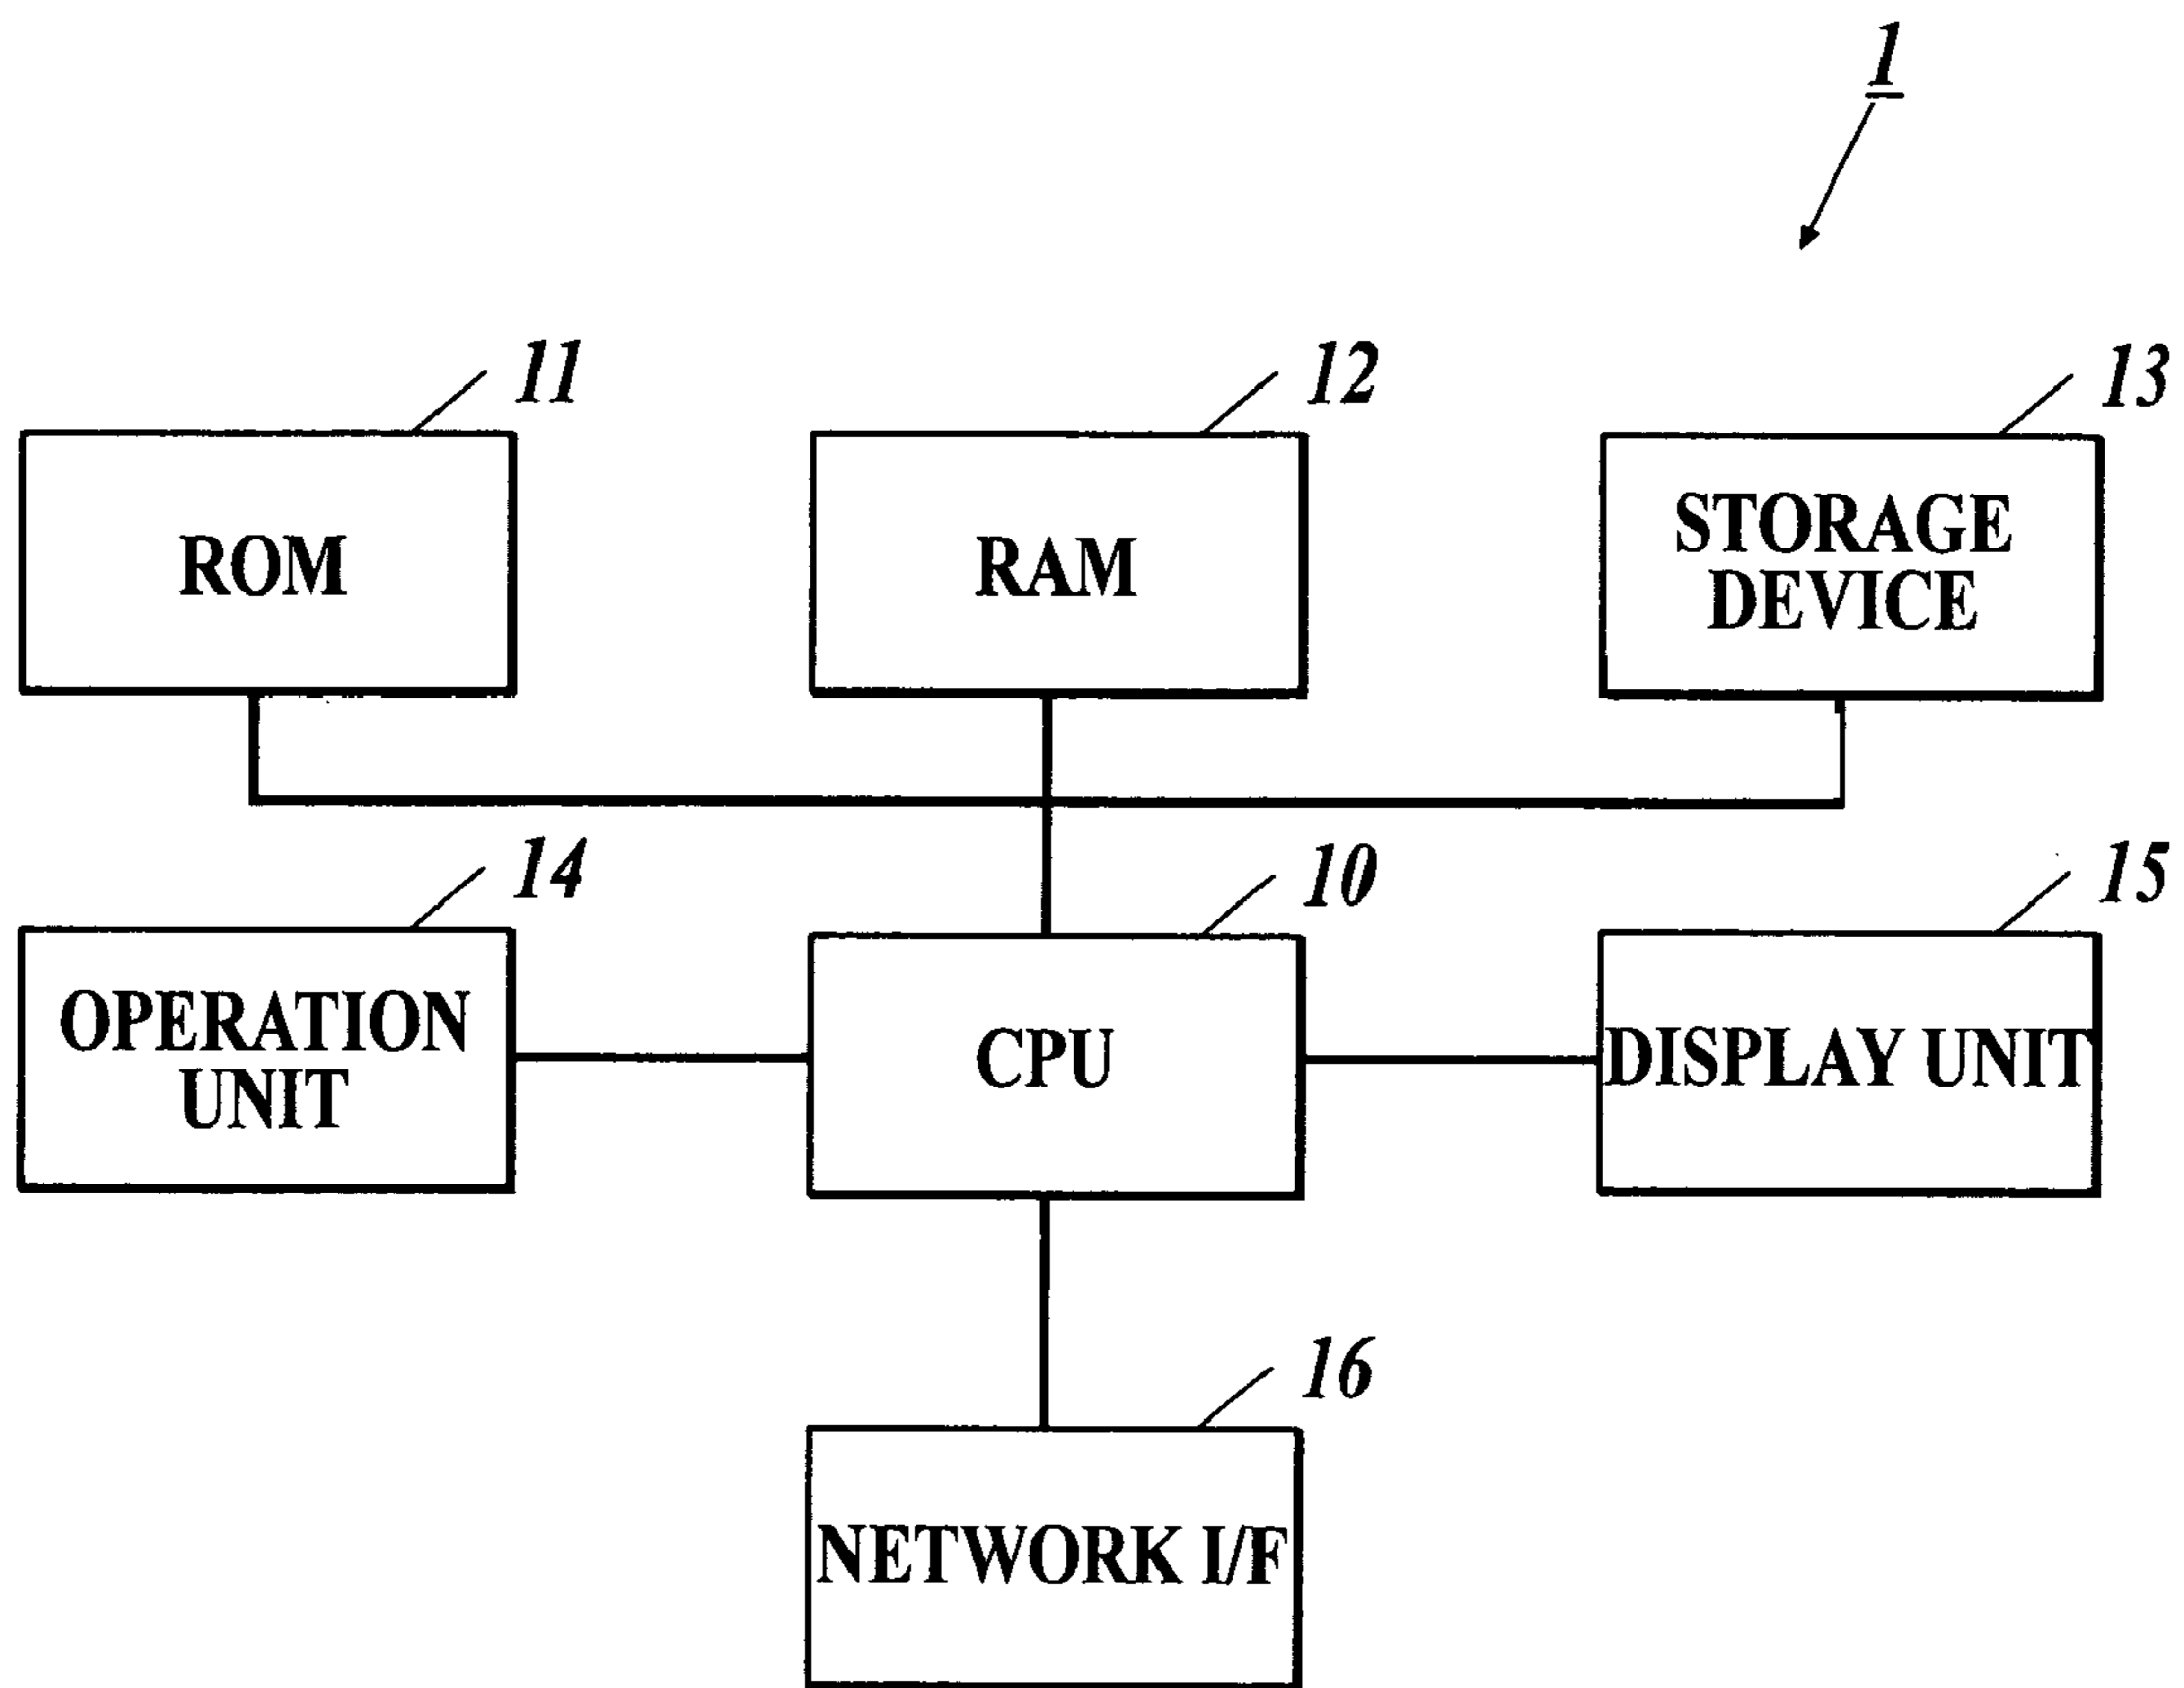 1
11
12
13
ROM
RAM
STORAGE
DEVICE
14
10
15
OPERATION
UNIT
CPU
DISPLAY UNIT
16
NETWORK I/F